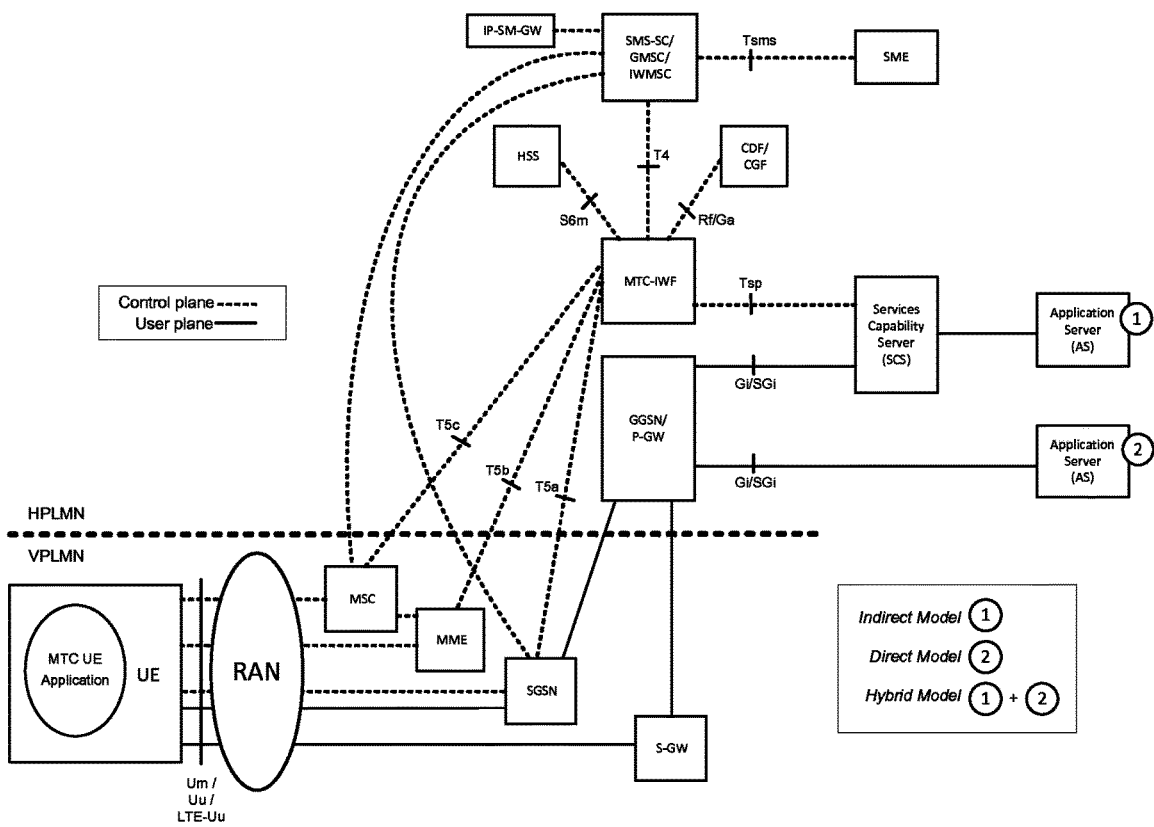 IP-SM-GW
SMS-SC/
GMSC/
IWMSC
Tsms
SME
HSS
T4
CDF/
CGF
S6m
Rf/Ga
MTC-IWF
Tsp
Services
Capability
Server
(SCS)
Application
Server
(AS)
1
Control plane
User plane
Gi/SGi
GGSN/
P-GW
T5c
T5b
T5a
Gi/SGi
Application
Server
(AS)
2
HPLMN
VPLMN
MSC
MME
MTC UE
Application
UE
RAN
SGSN
S-GW
Um /
Uu /
LTE-Uu
Indirect Model 1
Direct Model 2
Hybrid Model 1 + 2